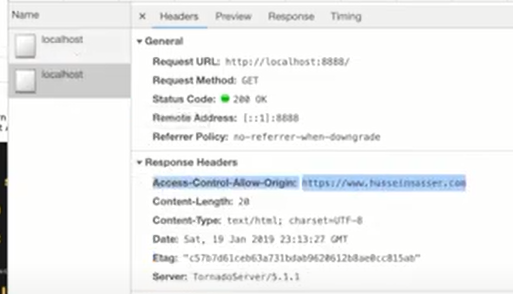 Name
× Headers Preview Response Timing
localhost
localhost
▼ General
Request URL: http://localhost:8888/
Request Method: GET
Status Code: 200 OK
Remote Address: [::1]:8888
Referrer Policy: no-referrer-when-downgrade
▼ Response Headers
Access-Control-Allow-Origin: https://www.husseinnasser.com
Content-Length: 20
Content-Type: text/html; charset=UTF-8
Date: Sat, 19 Jan 2019 23:13:27 GMT
Etag: "c57b7d61ceb63a731bdab9620612b8ae0cc815ab"
Server: TornadoServer/5.1.1